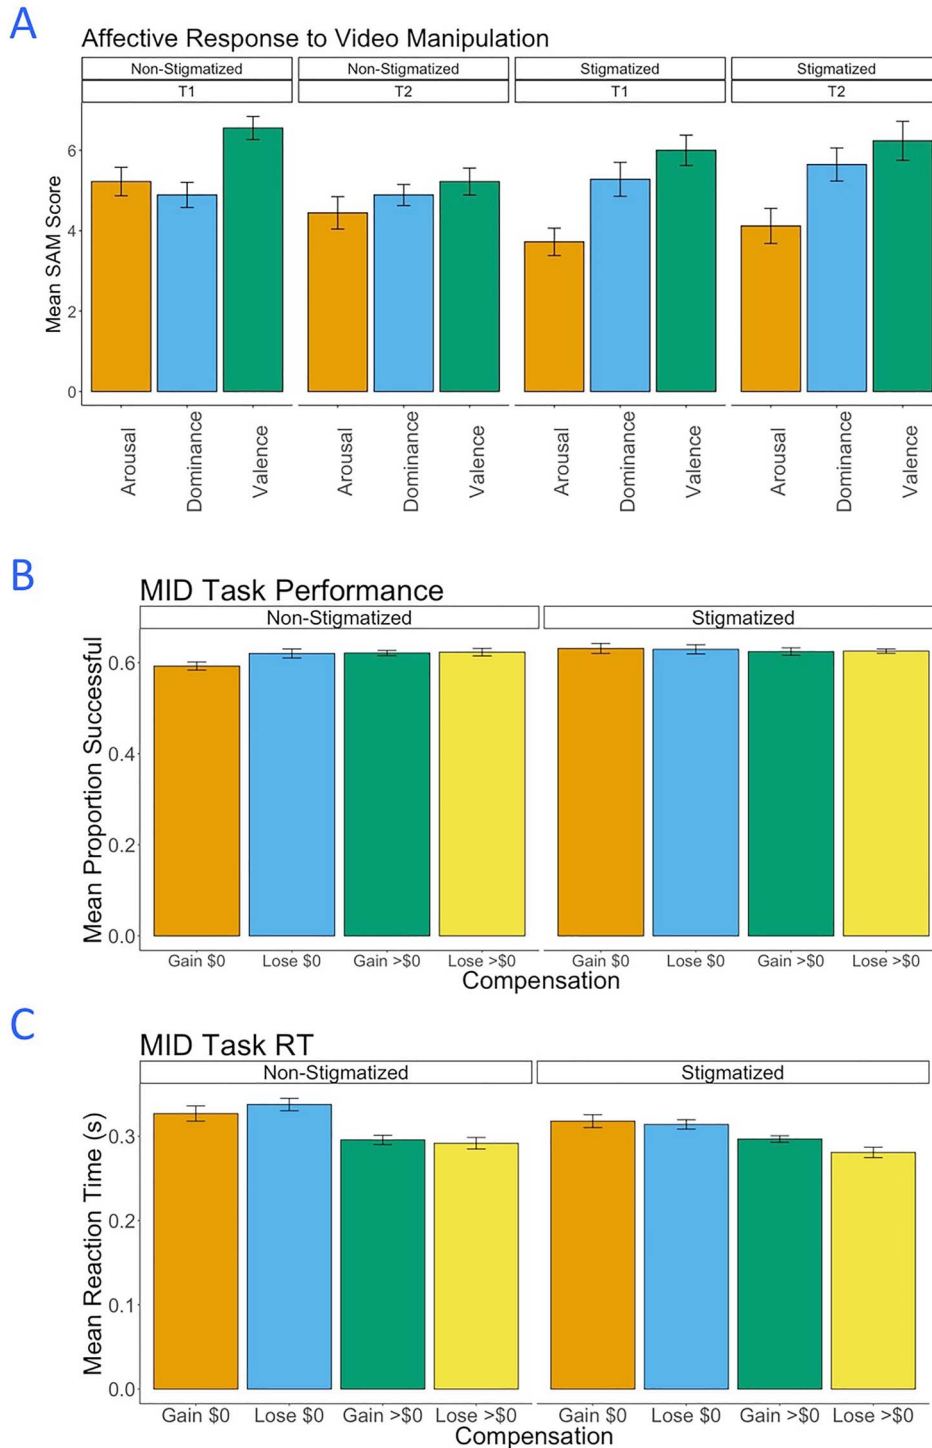 A
Affective Response to Video Manipulation
Non-Stigmatized Non-Stigmatized Stigmatized Stigmatized
T1 T2 T1 T2
Mean SAM Score
6
4
2
0
Arousal Dominance Valence Arousal Dominance Valence Arousal Dominance Valence Arousal Dominance Valence
B
MID Task Performance
Non-Stigmatized Stigmatized
Mean Proportion Successful
0.6
0.4
0.2
0.0
Gain $0 Lose $0 Gain >$0 Lose >$0 Gain $0 Lose $0 Gain >$0 Lose >$0
Compensation
C
MID Task RT
Non-Stigmatized Stigmatized
Mean Reaction Time (s)
0.3
0.2
0.1
0.0
Gain $0 Lose $0 Gain >$0 Lose >$0 Gain $0 Lose $0 Gain >$0 Lose >$0
Compensation